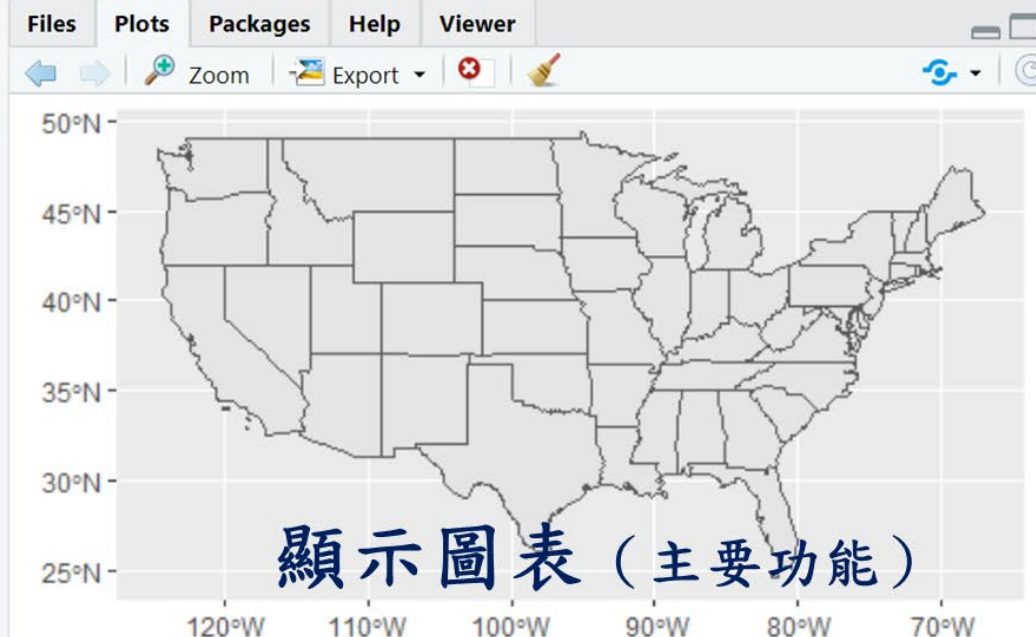 Files Plots Packages Help Viewer
Zoom Export
50°N
45°N
40°N
35°N
30°N
顯示圖表（主要功能）
25°N
120°W 110°W 100°W 90°W 80°W 70°W